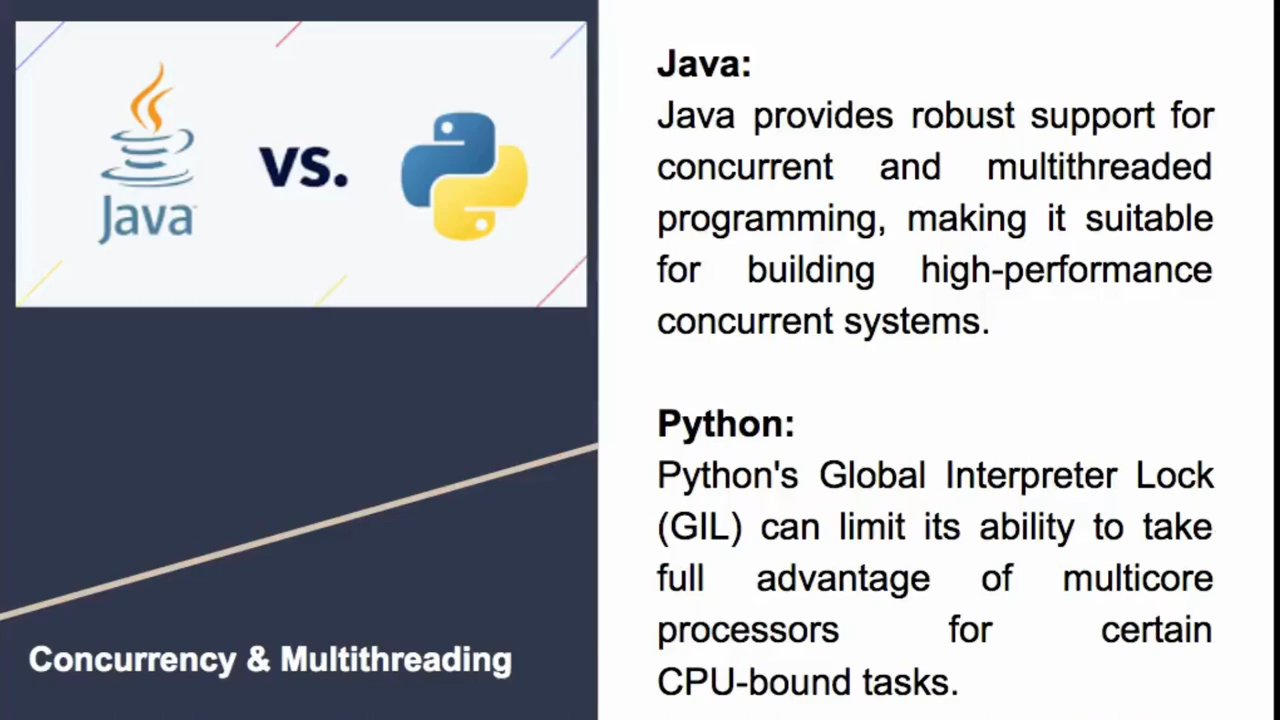 Java
vs.
Concurrency & Multithreading
Java:
Java provides robust support for
concurrent and multithreaded
programming, making it suitable
for building high-performance
concurrent systems.
Python:
Python's Global Interpreter Lock
(GIL) can limit its ability to take
full advantage of multicore
processors for certain
CPU-bound tasks.